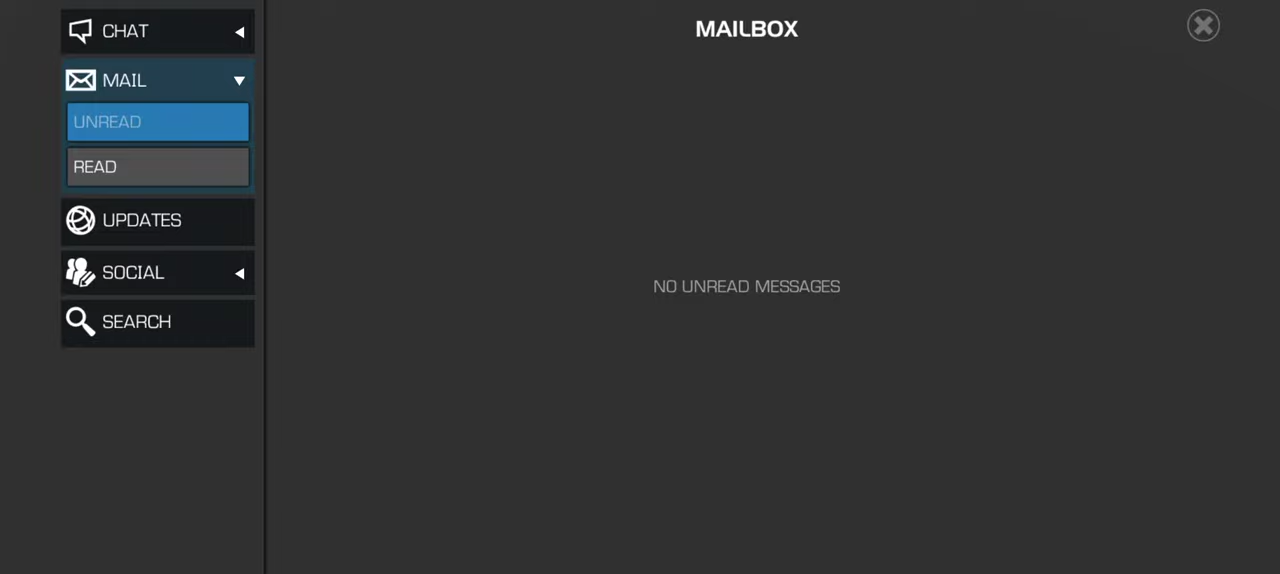 CHAT
MAIL
UNREAD
READ
UPDATES
SOCIAL
SEARCH
MAILBOX
NO UNREAD MESSAGES